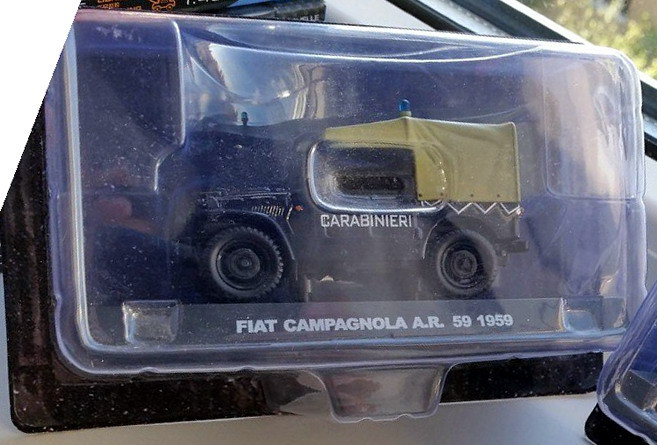 CARABINIERI
FIAT CAMPAGNOLA A.R. 59 1959